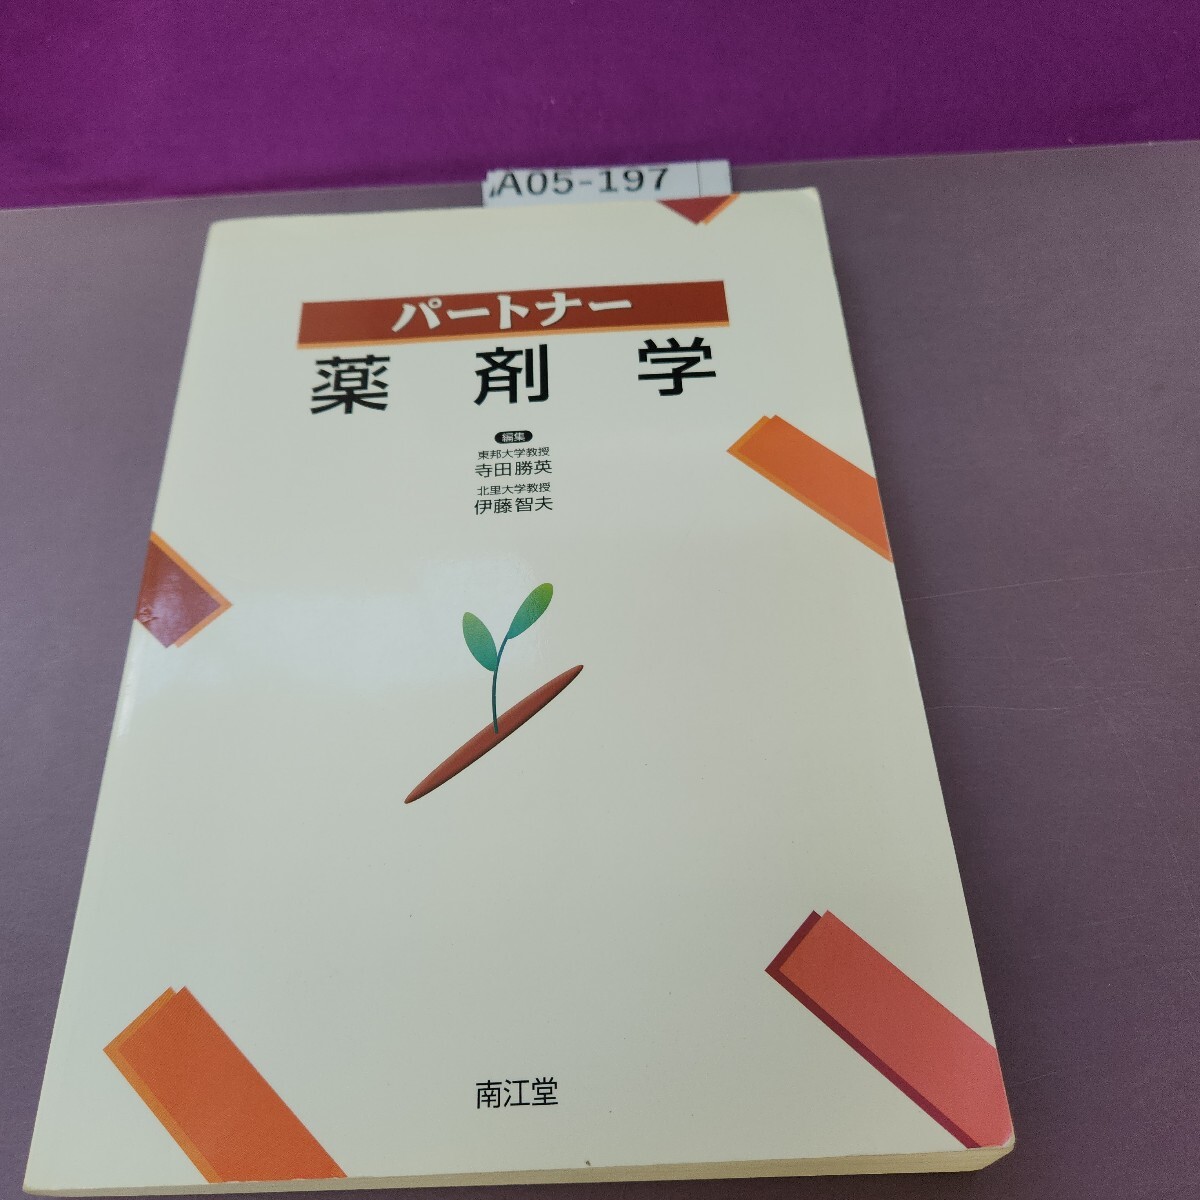 A05-197
パートナー
薬剤学
編集
東邦大学教授
寺田勝英
北里大学教授
伊藤智夫
南江堂